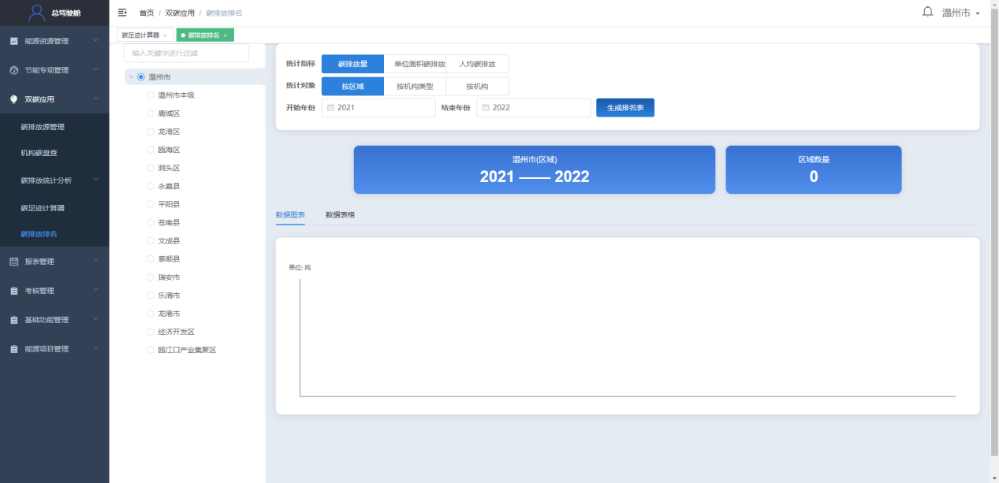 总驾驶舱
首页 / 双碳应用 / 碳排放排名
温州市
碳足迹计算器 ×
碳排放排名 ×
能源资源管理
节能专项管理
双碳应用
碳排放源管理
机构碳盘查
碳排放统计分析
碳足迹计算器
碳排放排名
报表管理
考核管理
基础功能管理
能源项目管理
输入关键字进行过滤
温州市
温州市本级
鹿城区
龙湾区
瓯海区
洞头区
永嘉县
平阳县
苍南县
文成县
泰顺县
瑞安市
乐清市
龙港市
经济开发区
瓯江口产业集聚区
统计指标 碳排放量 单位面积碳排放 人均碳排放
统计对象 按区域 按机构类型 按机构
开始年份 2021 结束年份 2022 生成排名表
温州市(区域)
2021 —— 2022
区域数量
0
数据图表 数据表格
单位: 吨